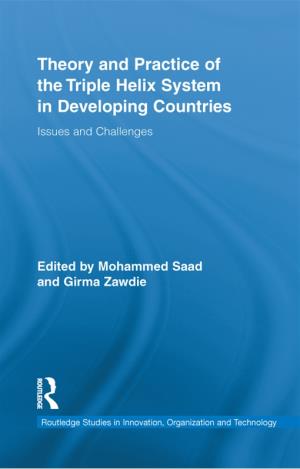 Theory and Practice of
the Triple Helix System
in Developing Countries
Issues and Challenges
Edited by Mohammed Saad
and Girma Zawdie
ROUTLEDGE
Routledge Studies in Innovation, Organization and Technology